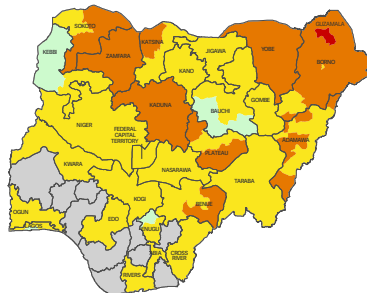 GUZAMALA
SOKOTO
KATSINA
KEBBI
ZAMFARA
JIGAWA
YOBE
BORNO
KANO
KADUNA
BAUCHI
GOMBE
NIGER
FEDERAL
CAPITAL
TERRITORY
ADAMAWA
PLATEAU
KWARA
NASARAWA
TARABA
KOGI
BENUE
OGUN
EDO
LAGOS
ENUGU
ABIA
CROSS
RIVER
RIVERS